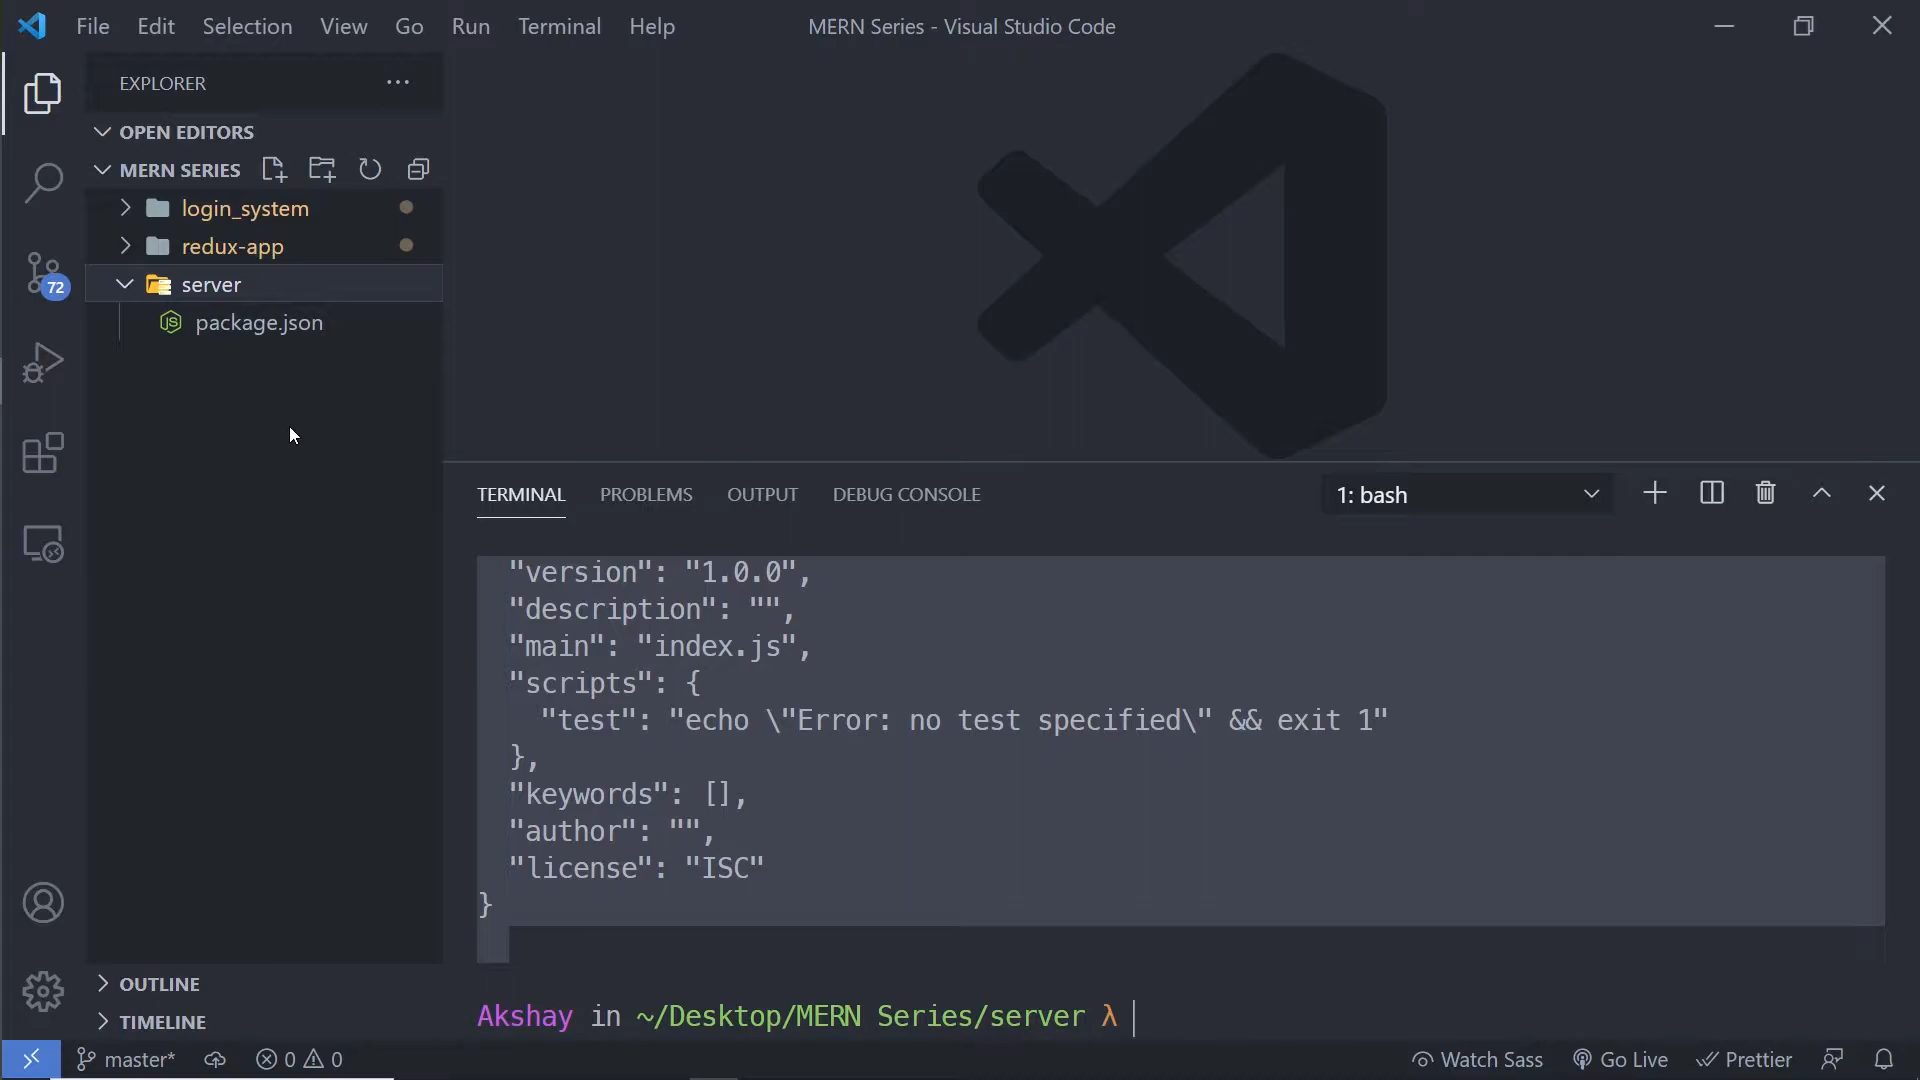 File Edit Selection View Go Run Terminal Help MERN Series - Visual Studio Code
EXPLORER
OPEN EDITORS
MERN SERIES
login_system
redux-app
server
package.json
72
TERMINAL PROBLEMS OUTPUT DEBUG CONSOLE 1: bash
"version": "1.0.0",
"description": "",
"main": "index.js",
"scripts": {
"test": "echo \"Error: no test specified\" && exit 1"
},
"keywords": [],
"author": "",
"license": "ISC"
}
Akshay in ~/Desktop/MERN Series/server λ
OUTLINE
TIMELINE
master* 0 0 Watch Sass Go Live Prettier